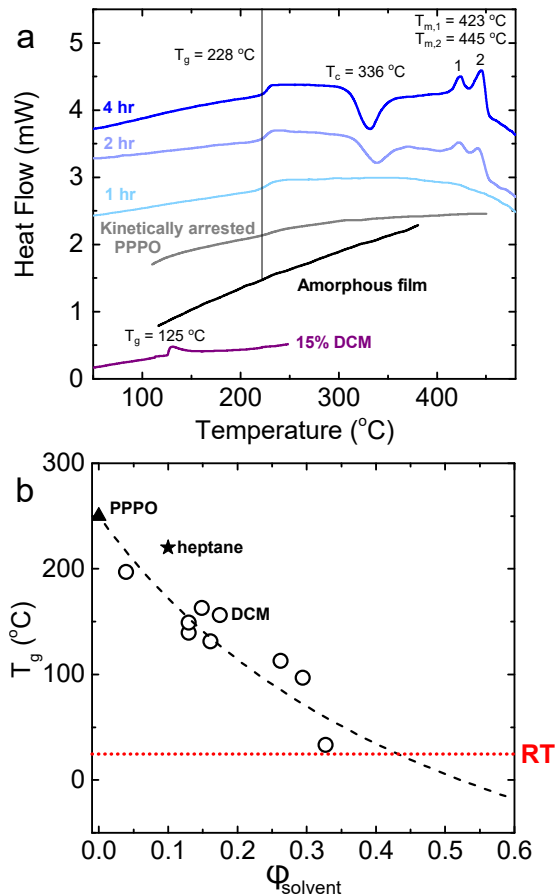 a
T_m,1 = 423 °C
T_m,2 = 445 °C
T_g = 228 °C
T_c = 336 °C
1 2
4 hr
2 hr
1 hr
Kinetically arrested
PPPO
Amorphous film
T_g = 125 °C
15% DCM
Heat Flow (mW)
5
4
3
2
1
0
100 200 300 400
Temperature (°C)
b
PPPO
heptane
DCM
RT
T_g (°C)
300
200
100
0
0.0 0.1 0.2 0.3 0.4 0.5 0.6
φ_solvent